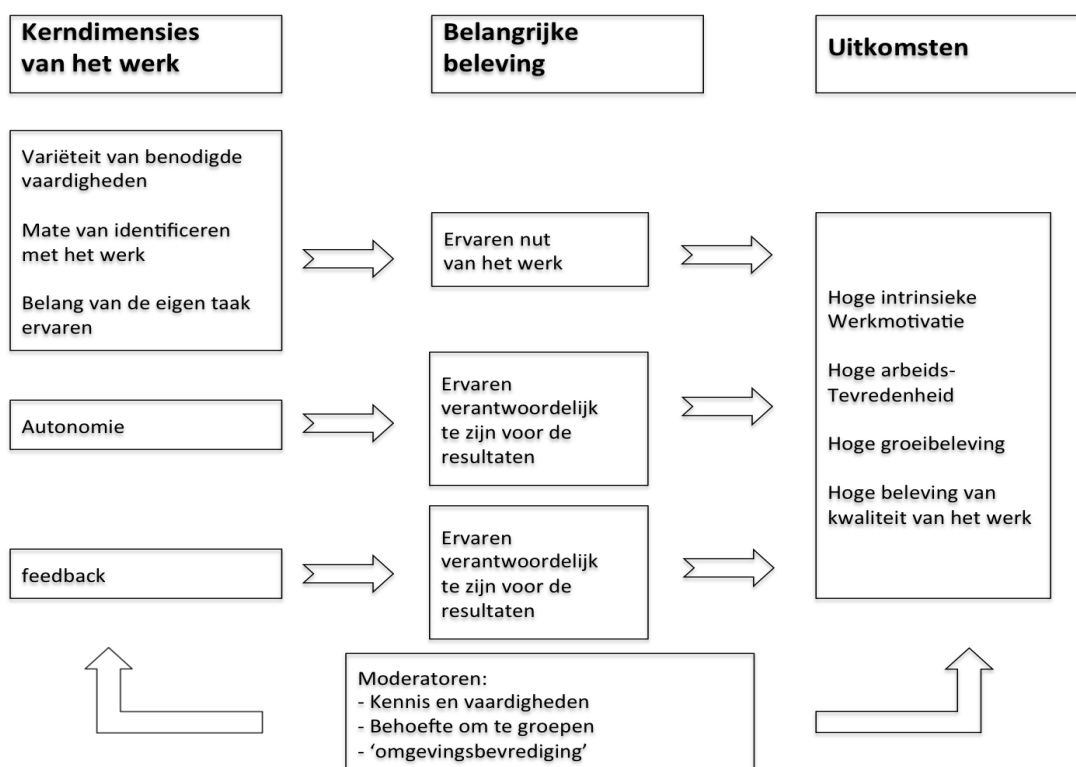 Kerndimensies
van het werk
Belangrijke
beleving
Uitkomsten
Variëteit van benodigde
vaardigheden
Mate van identificeren
met het werk
Belang van de eigen taak
ervaren
Ervaren nut
van het werk
Hoge intrinsieke
Werkmotivatie
Hoge arbeids-
Tevredenheid
Hoge groeibeleving
Hoge beleving van
kwaliteit van het werk
Autonomie
Ervaren
verantwoordelijk
te zijn voor de
resultaten
feedback
Ervaren
verantwoordelijk
te zijn voor de
resultaten
Moderatoren:
- Kennis en vaardigheden
- Behoefte om te groepen
- ‘omgevingsbevrediging’